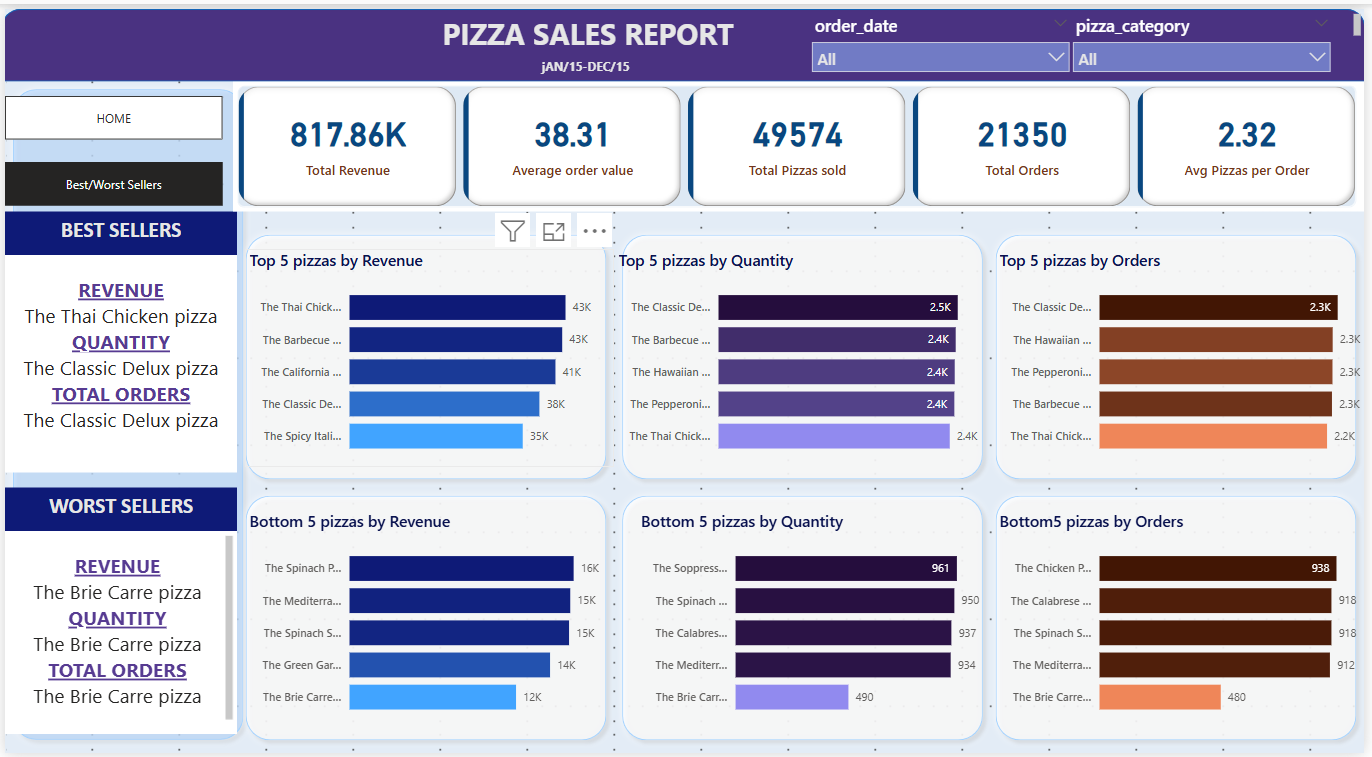 PIZZA SALES REPORT
jAN/15-DEC/15
order_date
All
pizza_category
All
HOME
Best/Worst Sellers
817.86K
Total Revenue
38.31
Average order value
49574
Total Pizzas sold
21350
Total Orders
2.32
Avg Pizzas per Order
BEST SELLERS
REVENUE
The Thai Chicken pizza
QUANTITY
The Classic Delux pizza
TOTAL ORDERS
The Classic Delux pizza
WORST SELLERS
REVENUE
The Brie Carre pizza
QUANTITY
The Brie Carre pizza
TOTAL ORDERS
The Brie Carre pizza
Top 5 pizzas by Revenue
The Thai Chick... 43K
The Barbecue ... 43K
The California ... 41K
The Classic De... 38K
The Spicy Itali... 35K
Top 5 pizzas by Quantity
The Classic De... 2.5K
The Barbecue ... 2.4K
The Hawaiian ... 2.4K
The Pepperoni... 2.4K
The Thai Chick... 2.4K
Top 5 pizzas by Orders
The Classic De... 2.3K
The Hawaiian ... 2.3K
The Pepperoni... 2.3K
The Barbecue ... 2.3K
The Thai Chick... 2.2K
Bottom 5 pizzas by Revenue
The Spinach P... 16K
The Mediterra... 15K
The Spinach S... 15K
The Green Gar... 14K
The Brie Carre... 12K
Bottom 5 pizzas by Quantity
The Soppress... 961
The Spinach ... 950
The Calabres... 937
The Mediterr... 934
The Brie Carr... 490
Bottom5 pizzas by Orders
The Chicken P... 938
The Calabrese ... 918
The Spinach S... 918
The Mediterra... 912
The Brie Carre... 480